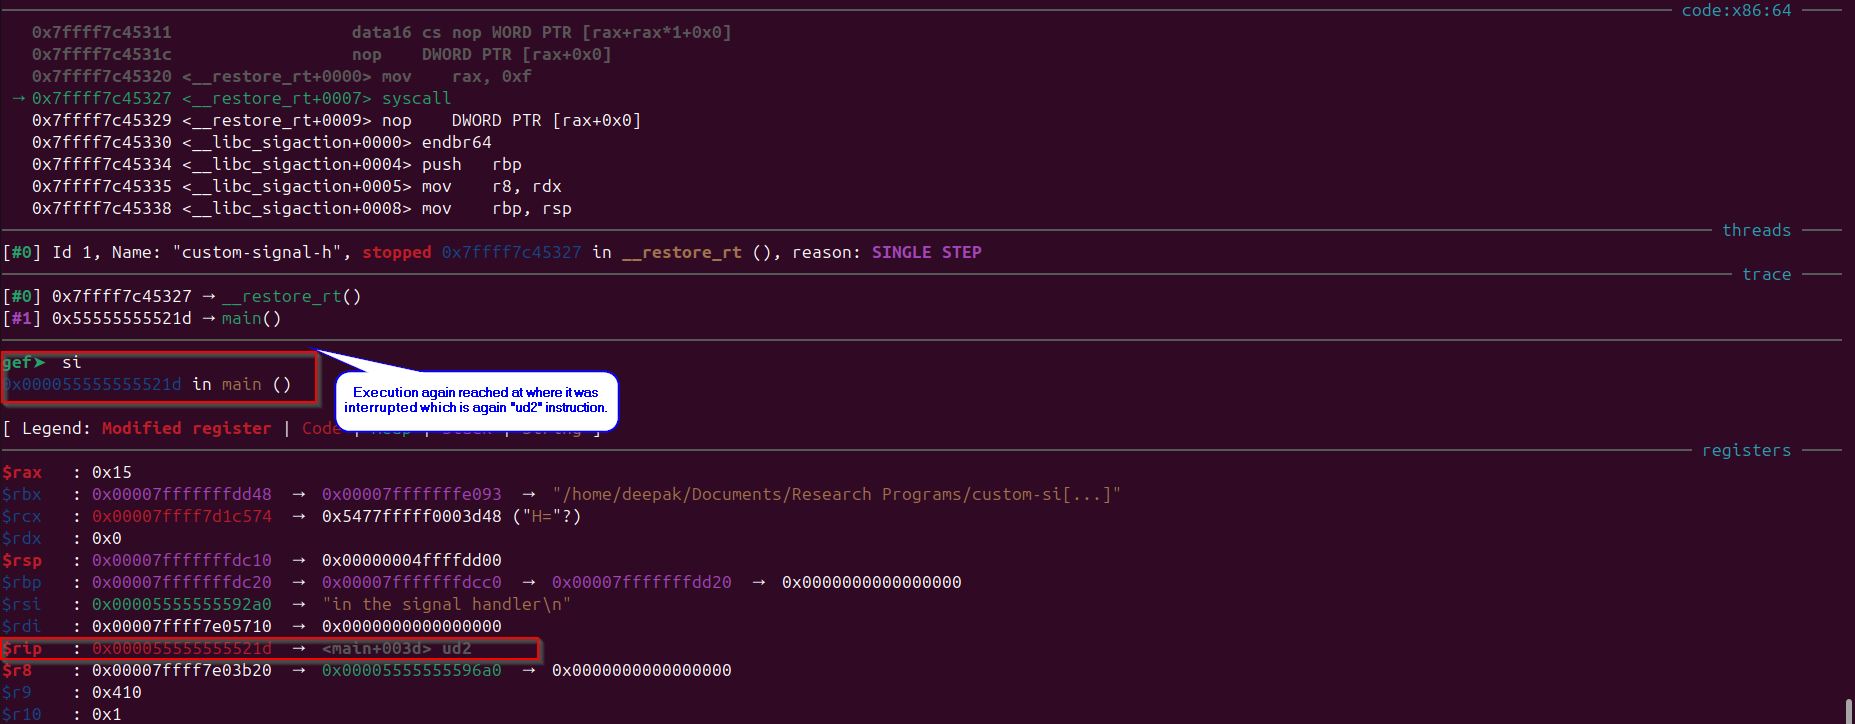 code:x86:64
0x7ffff7c45311                  data16 cs nop WORD PTR [rax+rax*1+0x0]
0x7ffff7c4531c                  nop    DWORD PTR [rax+0x0]
0x7ffff7c45320 <__restore_rt+0000> mov    rax, 0xf
→ 0x7ffff7c45327 <__restore_rt+0007> syscall
0x7ffff7c45329 <__restore_rt+0009> nop    DWORD PTR [rax+0x0]
0x7ffff7c45330 <__libc_sigaction+0000> endbr64
0x7ffff7c45334 <__libc_sigaction+0004> push   rbp
0x7ffff7c45335 <__libc_sigaction+0005> mov    r8, rdx
0x7ffff7c45338 <__libc_sigaction+0008> mov    rbp, rsp
threads
[#0] Id 1, Name: "custom-signal-h", stopped 0x7ffff7c45327 in __restore_rt (), reason: SINGLE STEP
trace
[#0] 0x7ffff7c45327 → __restore_rt()
[#1] 0x55555555521d → main()
gef➤  si
0x000055555555521d in main ()
Execution again reached at where it was
interrupted which is again "ud2" instruction.
[ Legend: Modified register | Code | Heap | Stack | String ]
registers
$rax   : 0x15
$rbx   : 0x00007fffffffdd48  →  0x00007fffffffe093  →  "/home/deepak/Documents/Research Programs/custom-si[...]"
$rcx   : 0x00007ffff7d1c574  →  0x5477fffff0003d48 ("H="?)
$rdx   : 0x0
$rsp   : 0x00007fffffffdc10  →  0x00000004ffffdd00
$rbp   : 0x00007fffffffdc20  →  0x00007fffffffdcc0  →  0x00007fffffffdd20  →  0x0000000000000000
$rsi   : 0x00005555555592a0  →  "in the signal handler\n"
$rdi   : 0x00007ffff7e05710  →  0x0000000000000000
$rip   : 0x000055555555521d  →  <main+003d> ud2
$r8    : 0x00007ffff7e03b20  →  0x00005555555596a0  →  0x0000000000000000
$r9    : 0x410
$r10   : 0x1